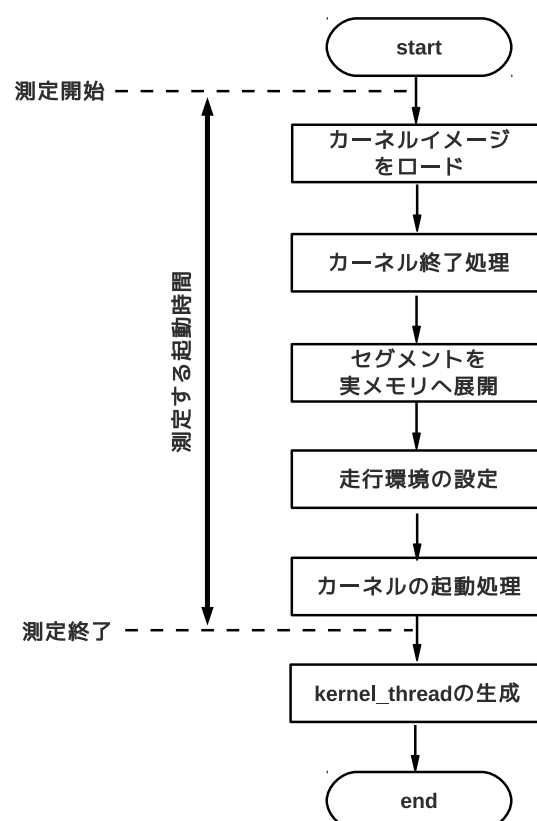 start
測定開始
カーネルイメージ
をロード
カーネル終了処理
セグメントを
実メモリへ展開
測定する起動時間
走行環境の設定
カーネルの起動処理
測定終了
kernel_threadの生成
end